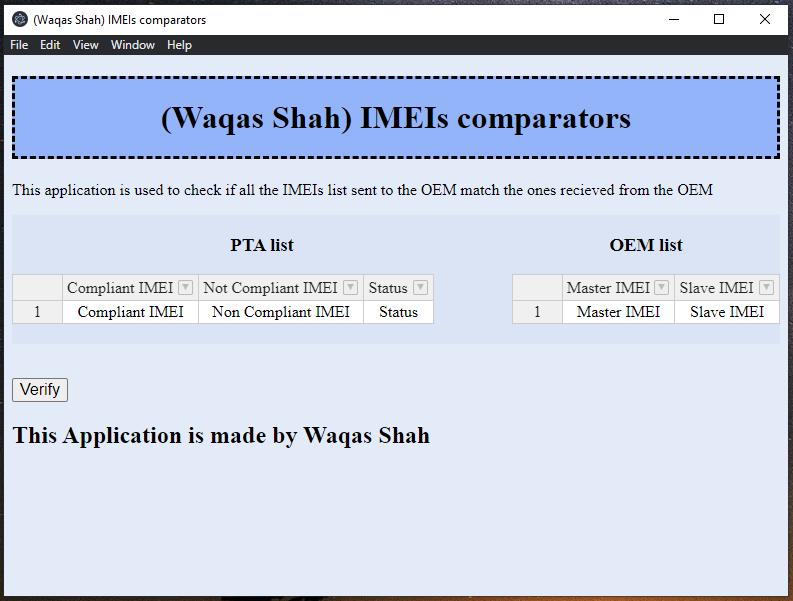 (Waqas Shah) IMEIs comparators
File Edit View Window Help
(Waqas Shah) IMEIs comparators
This application is used to check if all the IMEIs list sent to the OEM match the ones recieved from the OEM
PTA list
Compliant IMEI Not Compliant IMEI Status
1 Compliant IMEI Non Compliant IMEI Status
OEM list
Master IMEI Slave IMEI
1 Master IMEI Slave IMEI
Verify
This Application is made by Waqas Shah